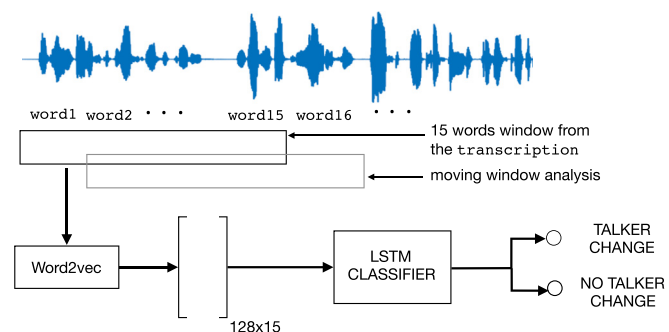 word1 word2 · · · word15 word16 · · ·
15 words window from
the transcription
moving window analysis
Word2vec
128x15
LSTM
CLASSIFIER
TALKER
CHANGE
NO TALKER
CHANGE